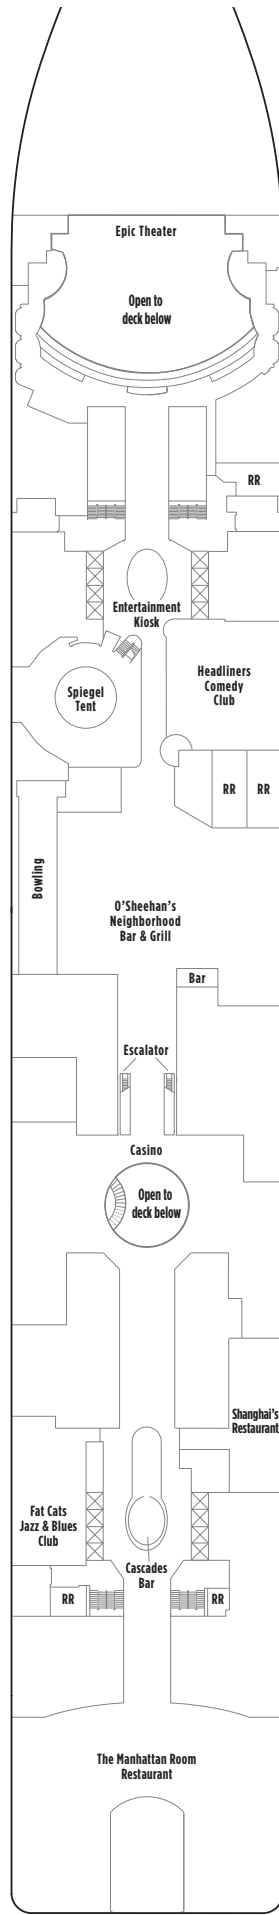 Epic Theater
Open to
deck below
RR
Entertainment
Kiosk
Spiegel
Tent
Headliners
Comedy
Club
RR
RR
Bowling
O'Sheehan's
Neighborhood
Bar & Grill
Bar
Escalator
Casino
Open to
deck below
Shanghai's
Restaurant
Fat Cats
Jazz & Blues
Club
Cascades
Bar
RR
RR
The Manhattan Room
Restaurant